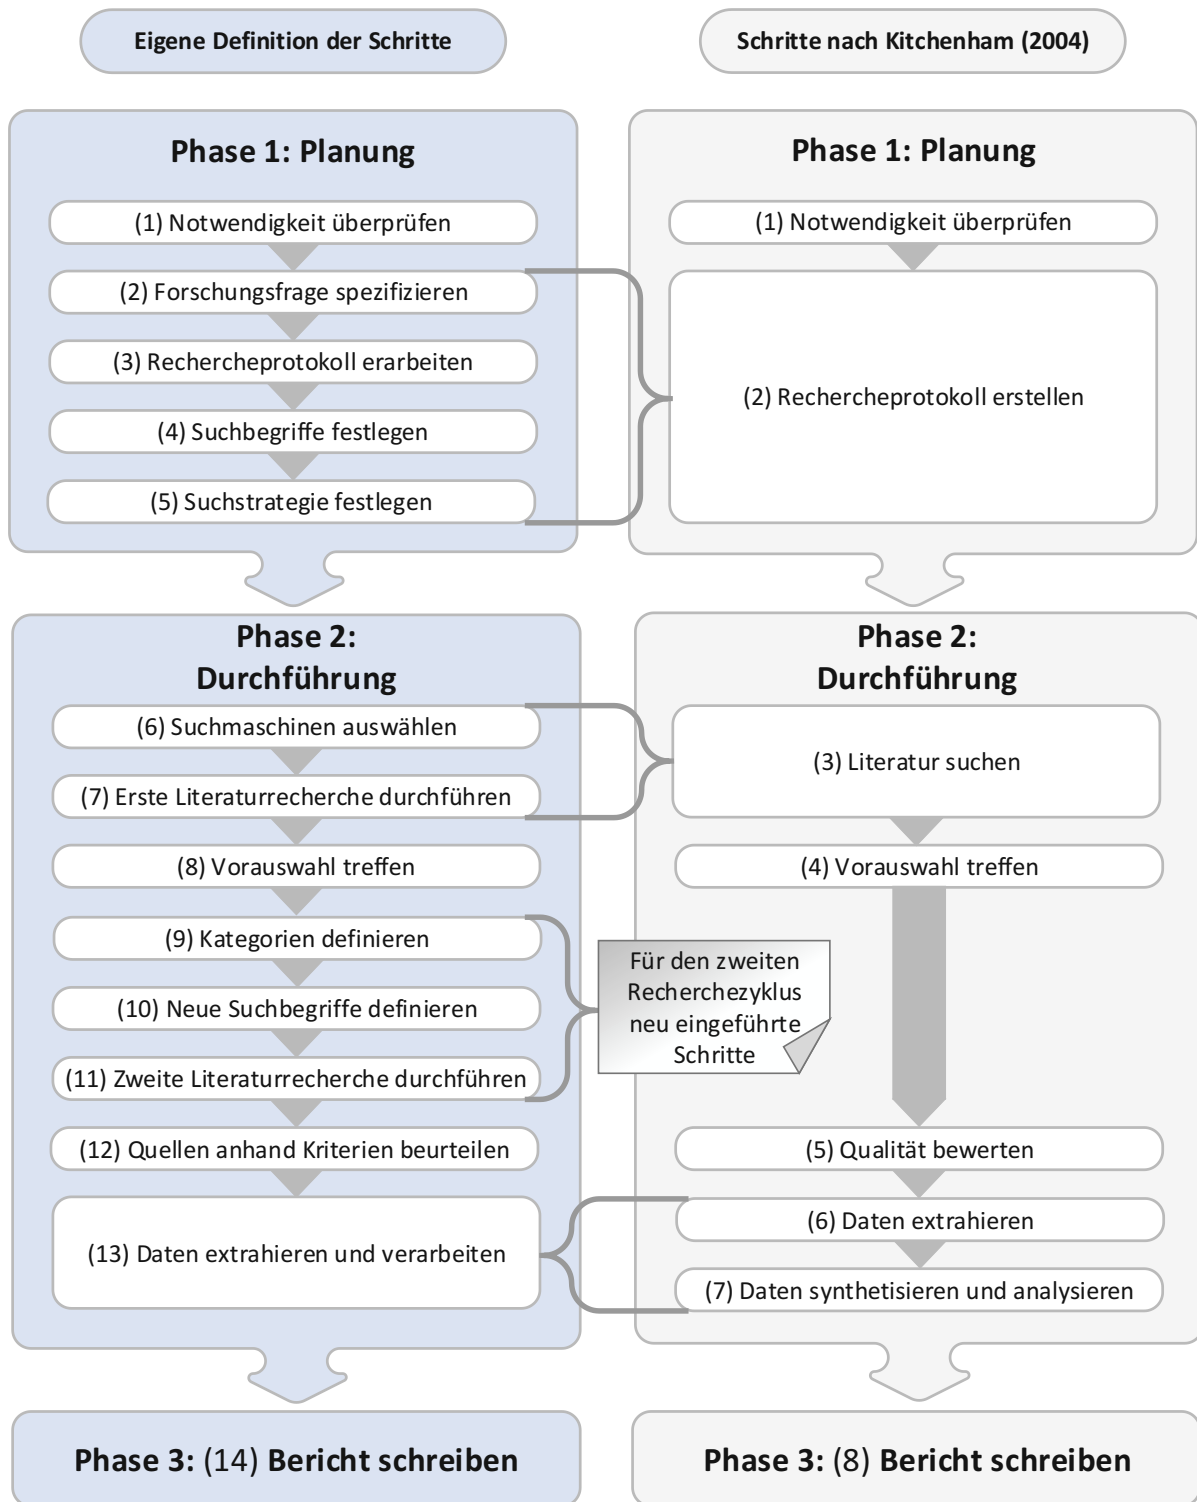 Eigene Definition der Schritte
Phase 1: Planung
(1) Notwendigkeit überprüfen
(2) Forschungsfrage spezifizieren
(3) Rechercheprotokoll erarbeiten
(4) Suchbegriffe festlegen
(5) Suchstrategie festlegen
Phase 2:
Durchführung
(6) Suchmaschinen auswählen
(7) Erste Literaturrecherche durchführen
(8) Vorauswahl treffen
(9) Kategorien definieren
(10) Neue Suchbegriffe definieren
(11) Zweite Literaturrecherche durchführen
(12) Quellen anhand Kriterien beurteilen
(13) Daten extrahieren und verarbeiten
Phase 3: (14) Bericht schreiben
Für den zweiten
Recherchezyklus
neu eingeführte
Schritte
Schritte nach Kitchenham (2004)
Phase 1: Planung
(1) Notwendigkeit überprüfen
(2) Rechercheprotokoll erstellen
Phase 2:
Durchführung
(3) Literatur suchen
(4) Vorauswahl treffen
(5) Qualität bewerten
(6) Daten extrahieren
(7) Daten synthetisieren und analysieren
Phase 3: (8) Bericht schreiben